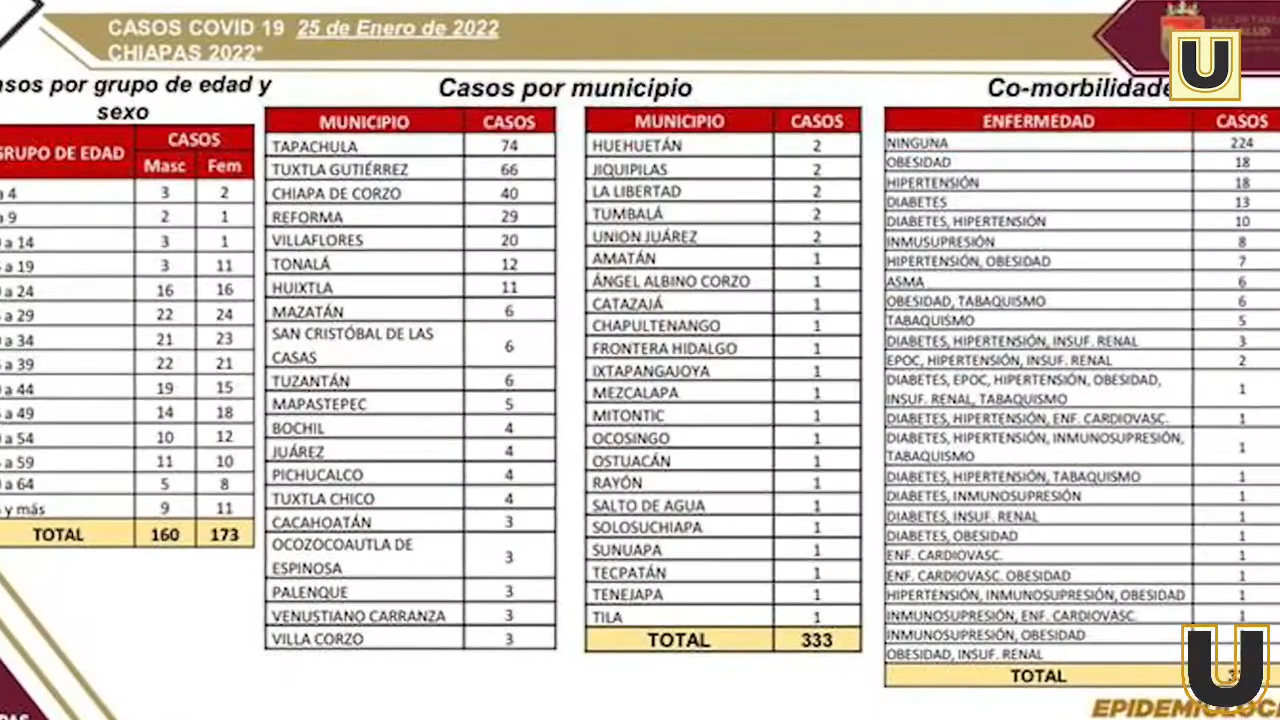 CASOS COVID 19 25 de Enero de 2022
CHIAPAS 2022*
U
asos por grupo de edad y
sexo
GRUPO DE EDAD CASOS
Masc Fem
a 4 3 2
a 9 2 1
a 14 3 1
a 19 3 11
a 24 16 16
a 29 22 24
a 34 21 23
a 39 22 21
a 44 19 15
a 49 14 18
a 54 10 12
a 59 11 10
a 64 5 8
y más 9 11
TOTAL 160 173
Casos por municipio
MUNICIPIO CASOS
TAPACHULA 74
TUXTLA GUTIÉRREZ 66
CHIAPA DE CORZO 40
REFORMA 29
VILLAFLORES 20
TONALÁ 12
HUIXTLA 11
MAZATÁN 6
SAN CRISTÓBAL DE LAS
CASAS 6
TUZANTÁN 6
MAPASTEPEC 5
BOCHIL 4
JUÁREZ 4
PICHUCALCO 4
TUXTLA CHICO 4
CACAHOATÁN 3
OCOZOCOAUTLA DE
ESPINOSA 3
PALENQUE 3
VENUSTIANO CARRANZA 3
VILLA CORZO 3
MUNICIPIO CASOS
HUEHUETÁN 2
JIQUIPILAS 2
LA LIBERTAD 2
TUMBALÁ 2
UNION JUÁREZ 2
AMATÁN 1
ÁNGEL ALBINO CORZO 1
CATAZAJÁ 1
CHAPULTENANGO 1
FRONTERA HIDALGO 1
IXTAPANGAJOYA 1
MEZCALAPA 1
MITONTIC 1
OCOSINGO 1
OSTUACÁN 1
RAYÓN 1
SALTO DE AGUA 1
SOLOSUCHIAPA 1
SUNUAPA 1
TECPATÁN 1
TENEJAPA 1
TILA 1
TOTAL 333
Co-morbilidade
ENFERMEDAD CASOS
NINGUNA 224
OBESIDAD 18
HIPERTENSIÓN 18
DIABETES 13
DIABETES, HIPERTENSIÓN 10
INMUSUPRESIÓN 8
HIPERTENSIÓN, OBESIDAD 7
ASMA 6
OBESIDAD, TABAQUISMO 6
TABAQUISMO 5
DIABETES, HIPERTENSIÓN, INSUF. RENAL 3
EPOC, HIPERTENSIÓN, INSUF. RENAL 2
DIABETES, EPOC, HIPERTENSIÓN, OBESIDAD,
INSUF. RENAL, TABAQUISMO 1
DIABETES, HIPERTENSIÓN, ENF. CARDIOVASC. 1
DIABETES, HIPERTENSIÓN, INMUNOSUPRESIÓN,
TABAQUISMO 1
DIABETES, HIPERTENSIÓN, TABAQUISMO 1
DIABETES, INMUNOSUPRESIÓN 1
DIABETES, INSUF. RENAL 1
DIABETES, OBESIDAD 1
ENF. CARDIOVASC. 1
ENF. CARDIOVASC. OBESIDAD 1
HIPERTENSIÓN, INMUNOSUPRESIÓN, OBESIDAD 1
INMUNOSUPRESIÓN, ENF. CARDIOVASC. 1
INMUNOSUPRESIÓN, OBESIDAD
OBESIDAD, INSUF. RENAL
TOTAL
U